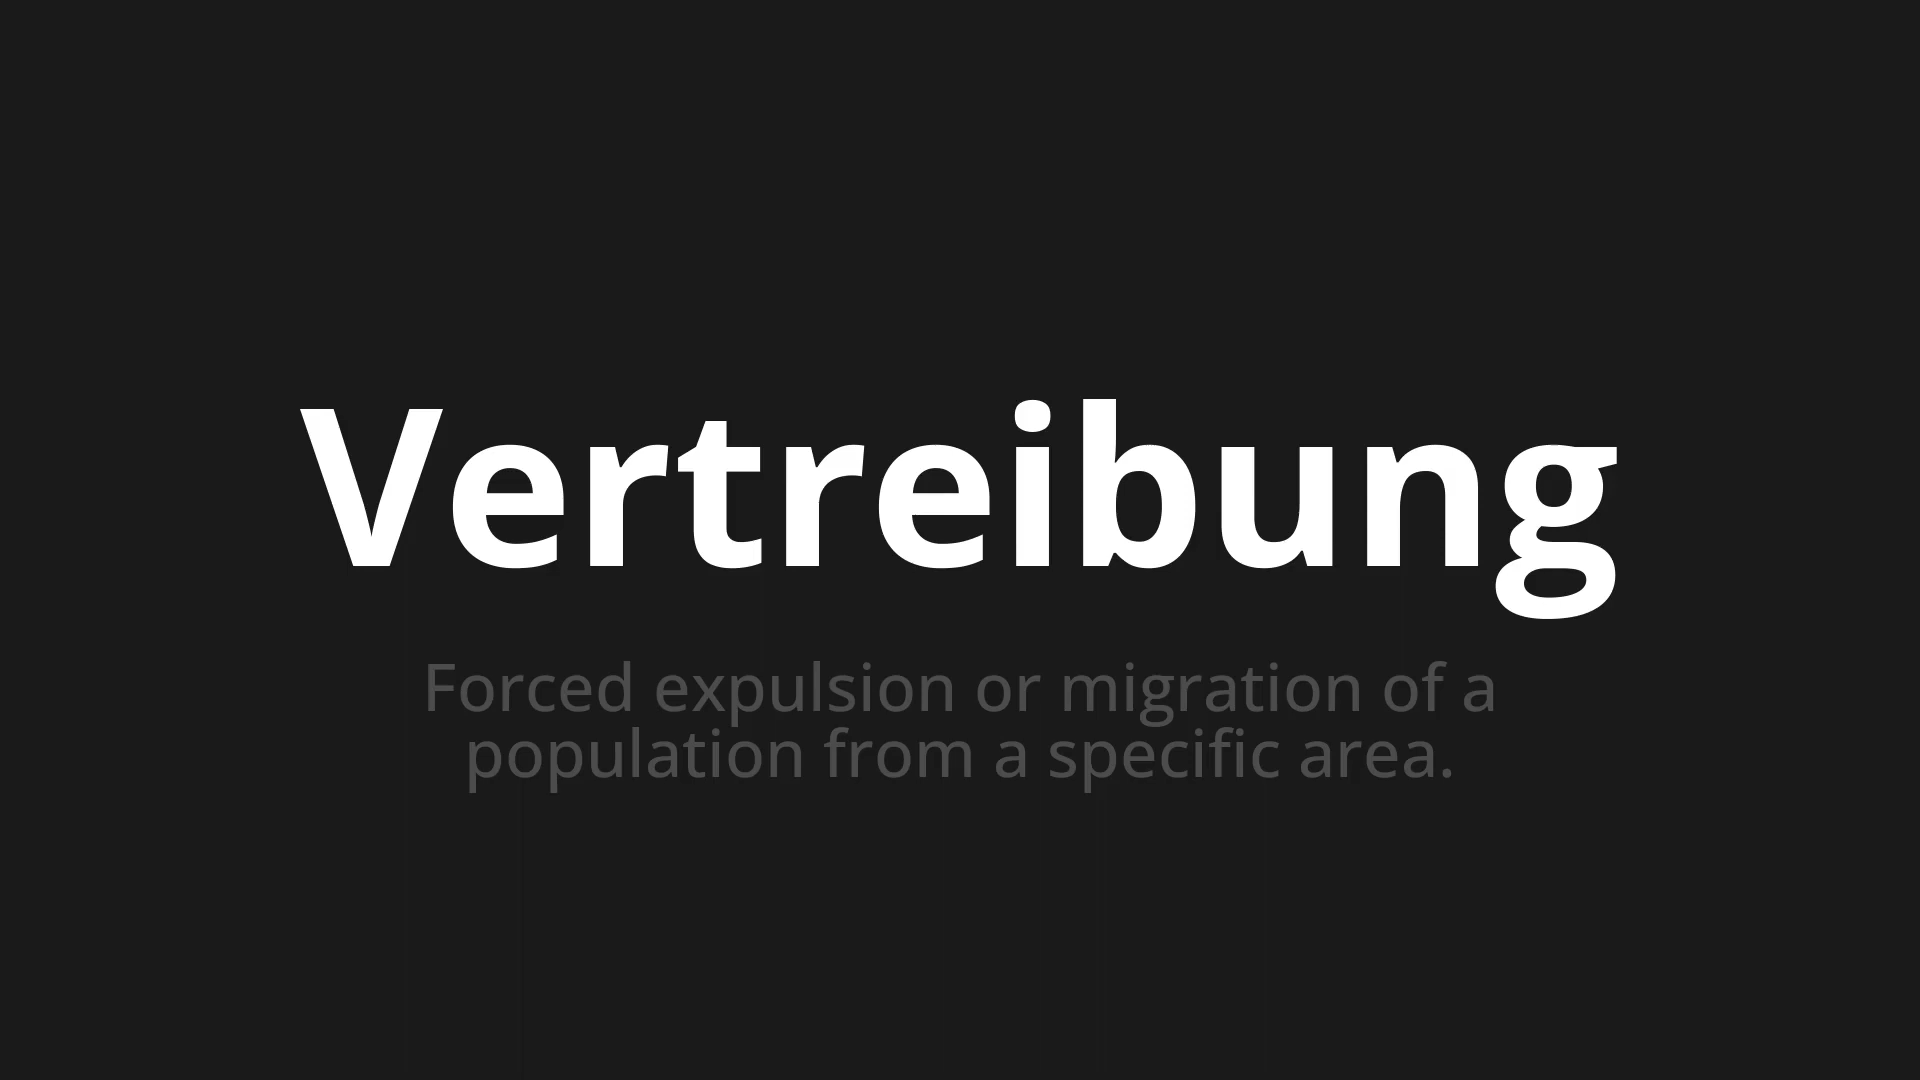 Vertreibung
Forced expulsion or migration of a
population from a specific area.